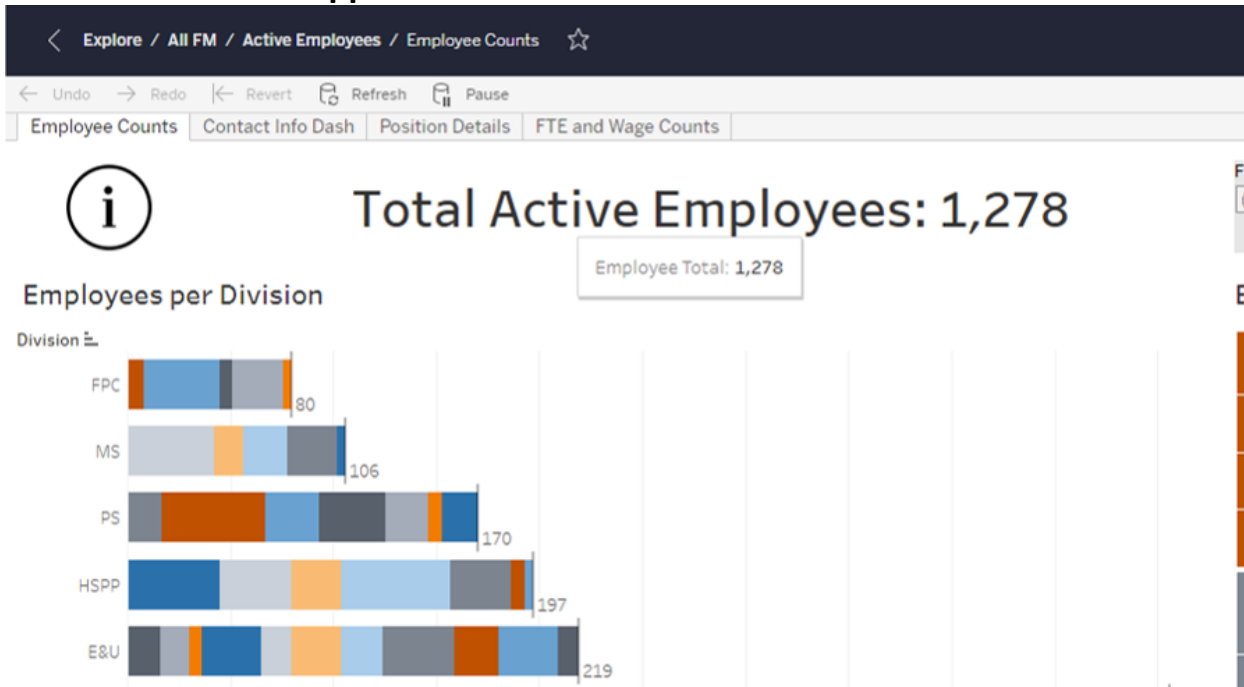 Explore / All FM / Active Employees / Employee Counts
Undo Redo Revert Refresh Pause
Employee Counts Contact Info Dash Position Details FTE and Wage Counts
i
Total Active Employees: 1,278
Employee Total: 1,278
Employees per Division
Division
FPC
80
MS
106
PS
170
HSPP
197
E&U
219